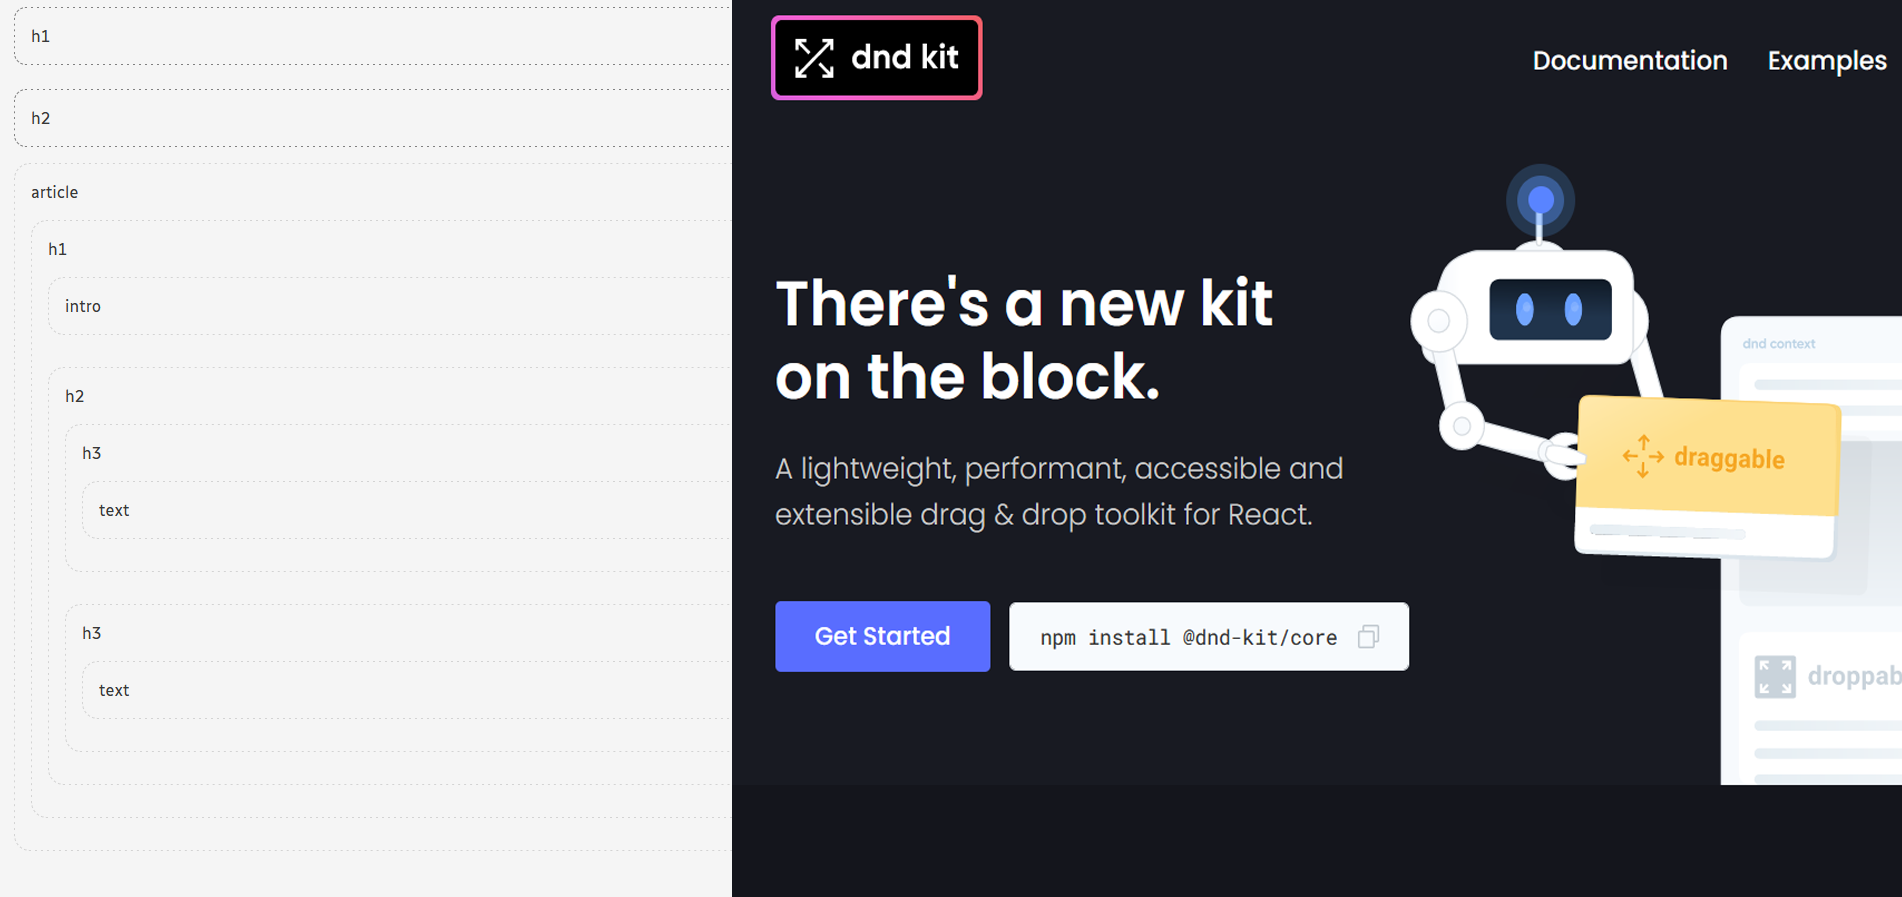 h1
h2
article
h1
intro
h2
h3
text
h3
text
dnd kit
Documentation
Examples
There's a new kit
on the block.
A lightweight, performant, accessible and
extensible drag & drop toolkit for React.
Get Started
npm install @dnd-kit/core
dnd context
draggable
droppab